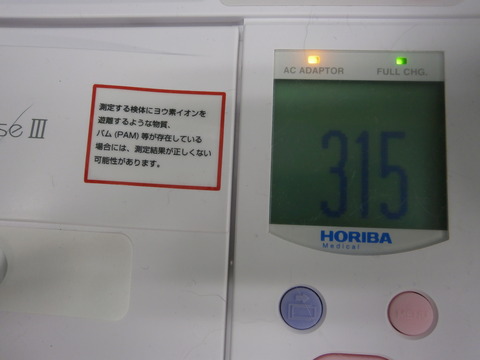 AC ADAPTOR
FULL CHG.
se III
測定する検体にヨウ素イオンを
遊離するような物質、
パム(PAM)等が存在している
場合には、測定結果が正しくない
可能性があります。
315
HORIBA
Medical